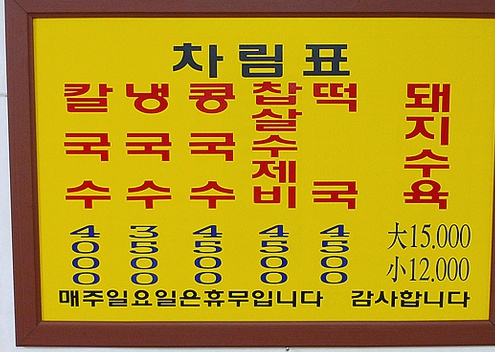 차림표
칼국수
냉국수
콩국수
찹쌀수제비
떡국
돼지수육
4000
3500
4500
4500
4500
大15.000
小12.000
매주일요일은휴무입니다 감사합니다